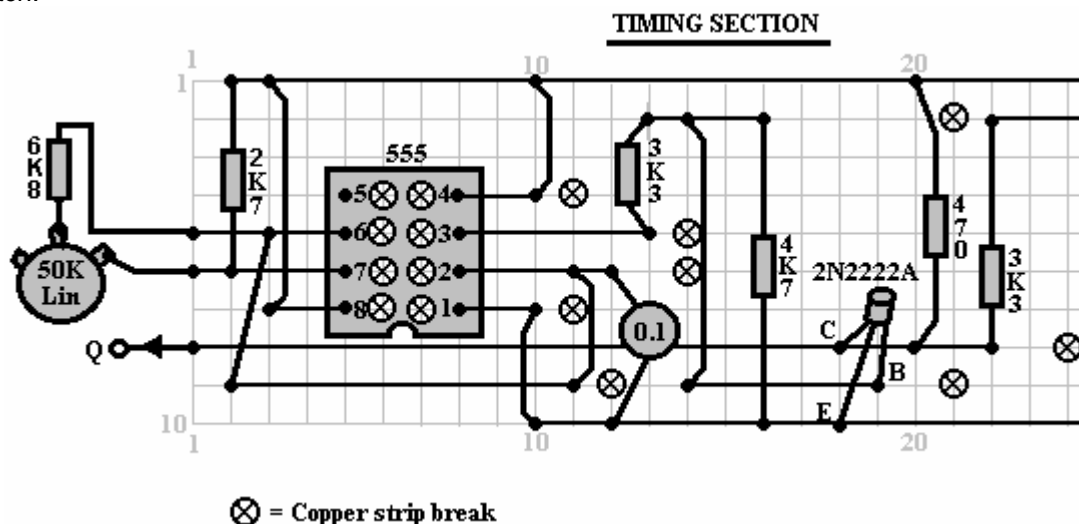 TIMING SECTION
1
10
20
1
6K8
2K7
555
5
4
6
3
7
2
8
1
3K3
4K7
470
3K3
50K
Lin
2N2222A
0.1
Q
C
B
E
10
1
10
20
= Copper strip break